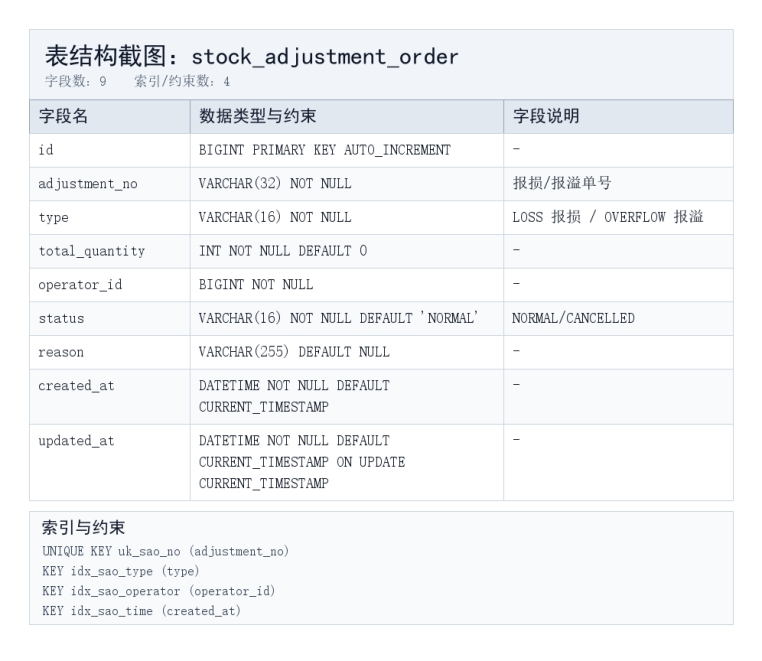 表结构截图：stock_adjustment_order
字段数：9 索引/约束数：4
字段名 数据类型与约束 字段说明
id BIGINT PRIMARY KEY AUTO_INCREMENT -
adjustment_no VARCHAR(32) NOT NULL 报损/报溢单号
type VARCHAR(16) NOT NULL LOSS 报损 / OVERFLOW 报溢
total_quantity INT NOT NULL DEFAULT 0 -
operator_id BIGINT NOT NULL -
status VARCHAR(16) NOT NULL DEFAULT 'NORMAL' NORMAL/CANCELLED
reason VARCHAR(255) DEFAULT NULL -
created_at DATETIME NOT NULL DEFAULT -
CURRENT_TIMESTAMP
updated_at DATETIME NOT NULL DEFAULT -
CURRENT_TIMESTAMP ON UPDATE
CURRENT_TIMESTAMP
索引与约束
UNIQUE KEY uk_sao_no (adjustment_no)
KEY idx_sao_type (type)
KEY idx_sao_operator (operator_id)
KEY idx_sao_time (created_at)